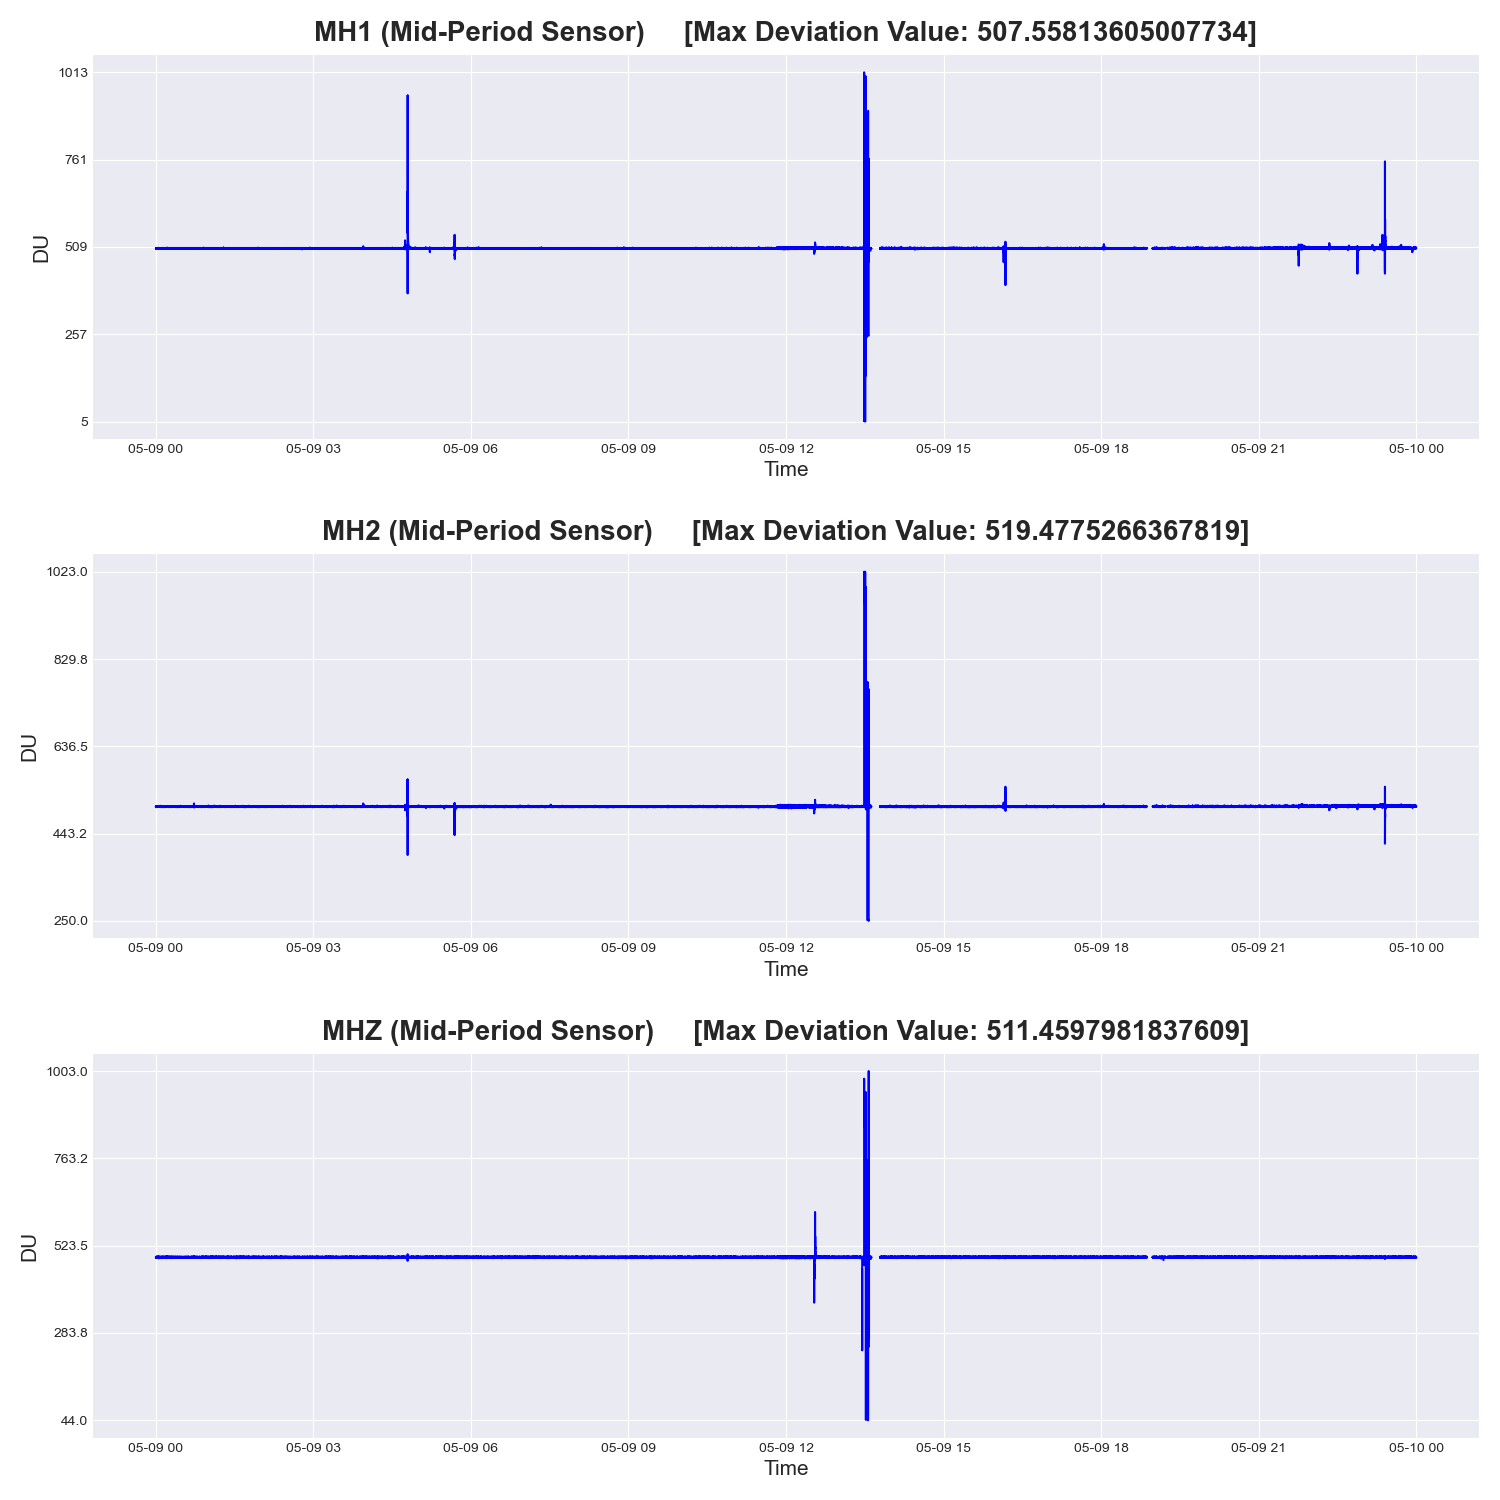 MH1 (Mid-Period Sensor) [Max Deviation Value: 507.55813605007734]
1013
761
509
257
5
DU
05-09 00 05-09 03 05-09 06 05-09 09 05-09 12 05-09 15 05-09 18 05-09 21 05-10 00
Time
MH2 (Mid-Period Sensor) [Max Deviation Value: 519.4775266367819]
1023.0
829.8
636.5
443.2
250.0
DU
05-09 00 05-09 03 05-09 06 05-09 09 05-09 12 05-09 15 05-09 18 05-09 21 05-10 00
Time
MHZ (Mid-Period Sensor) [Max Deviation Value: 511.4597981837609]
1003.0
763.2
523.5
283.8
44.0
DU
05-09 00 05-09 03 05-09 06 05-09 09 05-09 12 05-09 15 05-09 18 05-09 21 05-10 00
Time